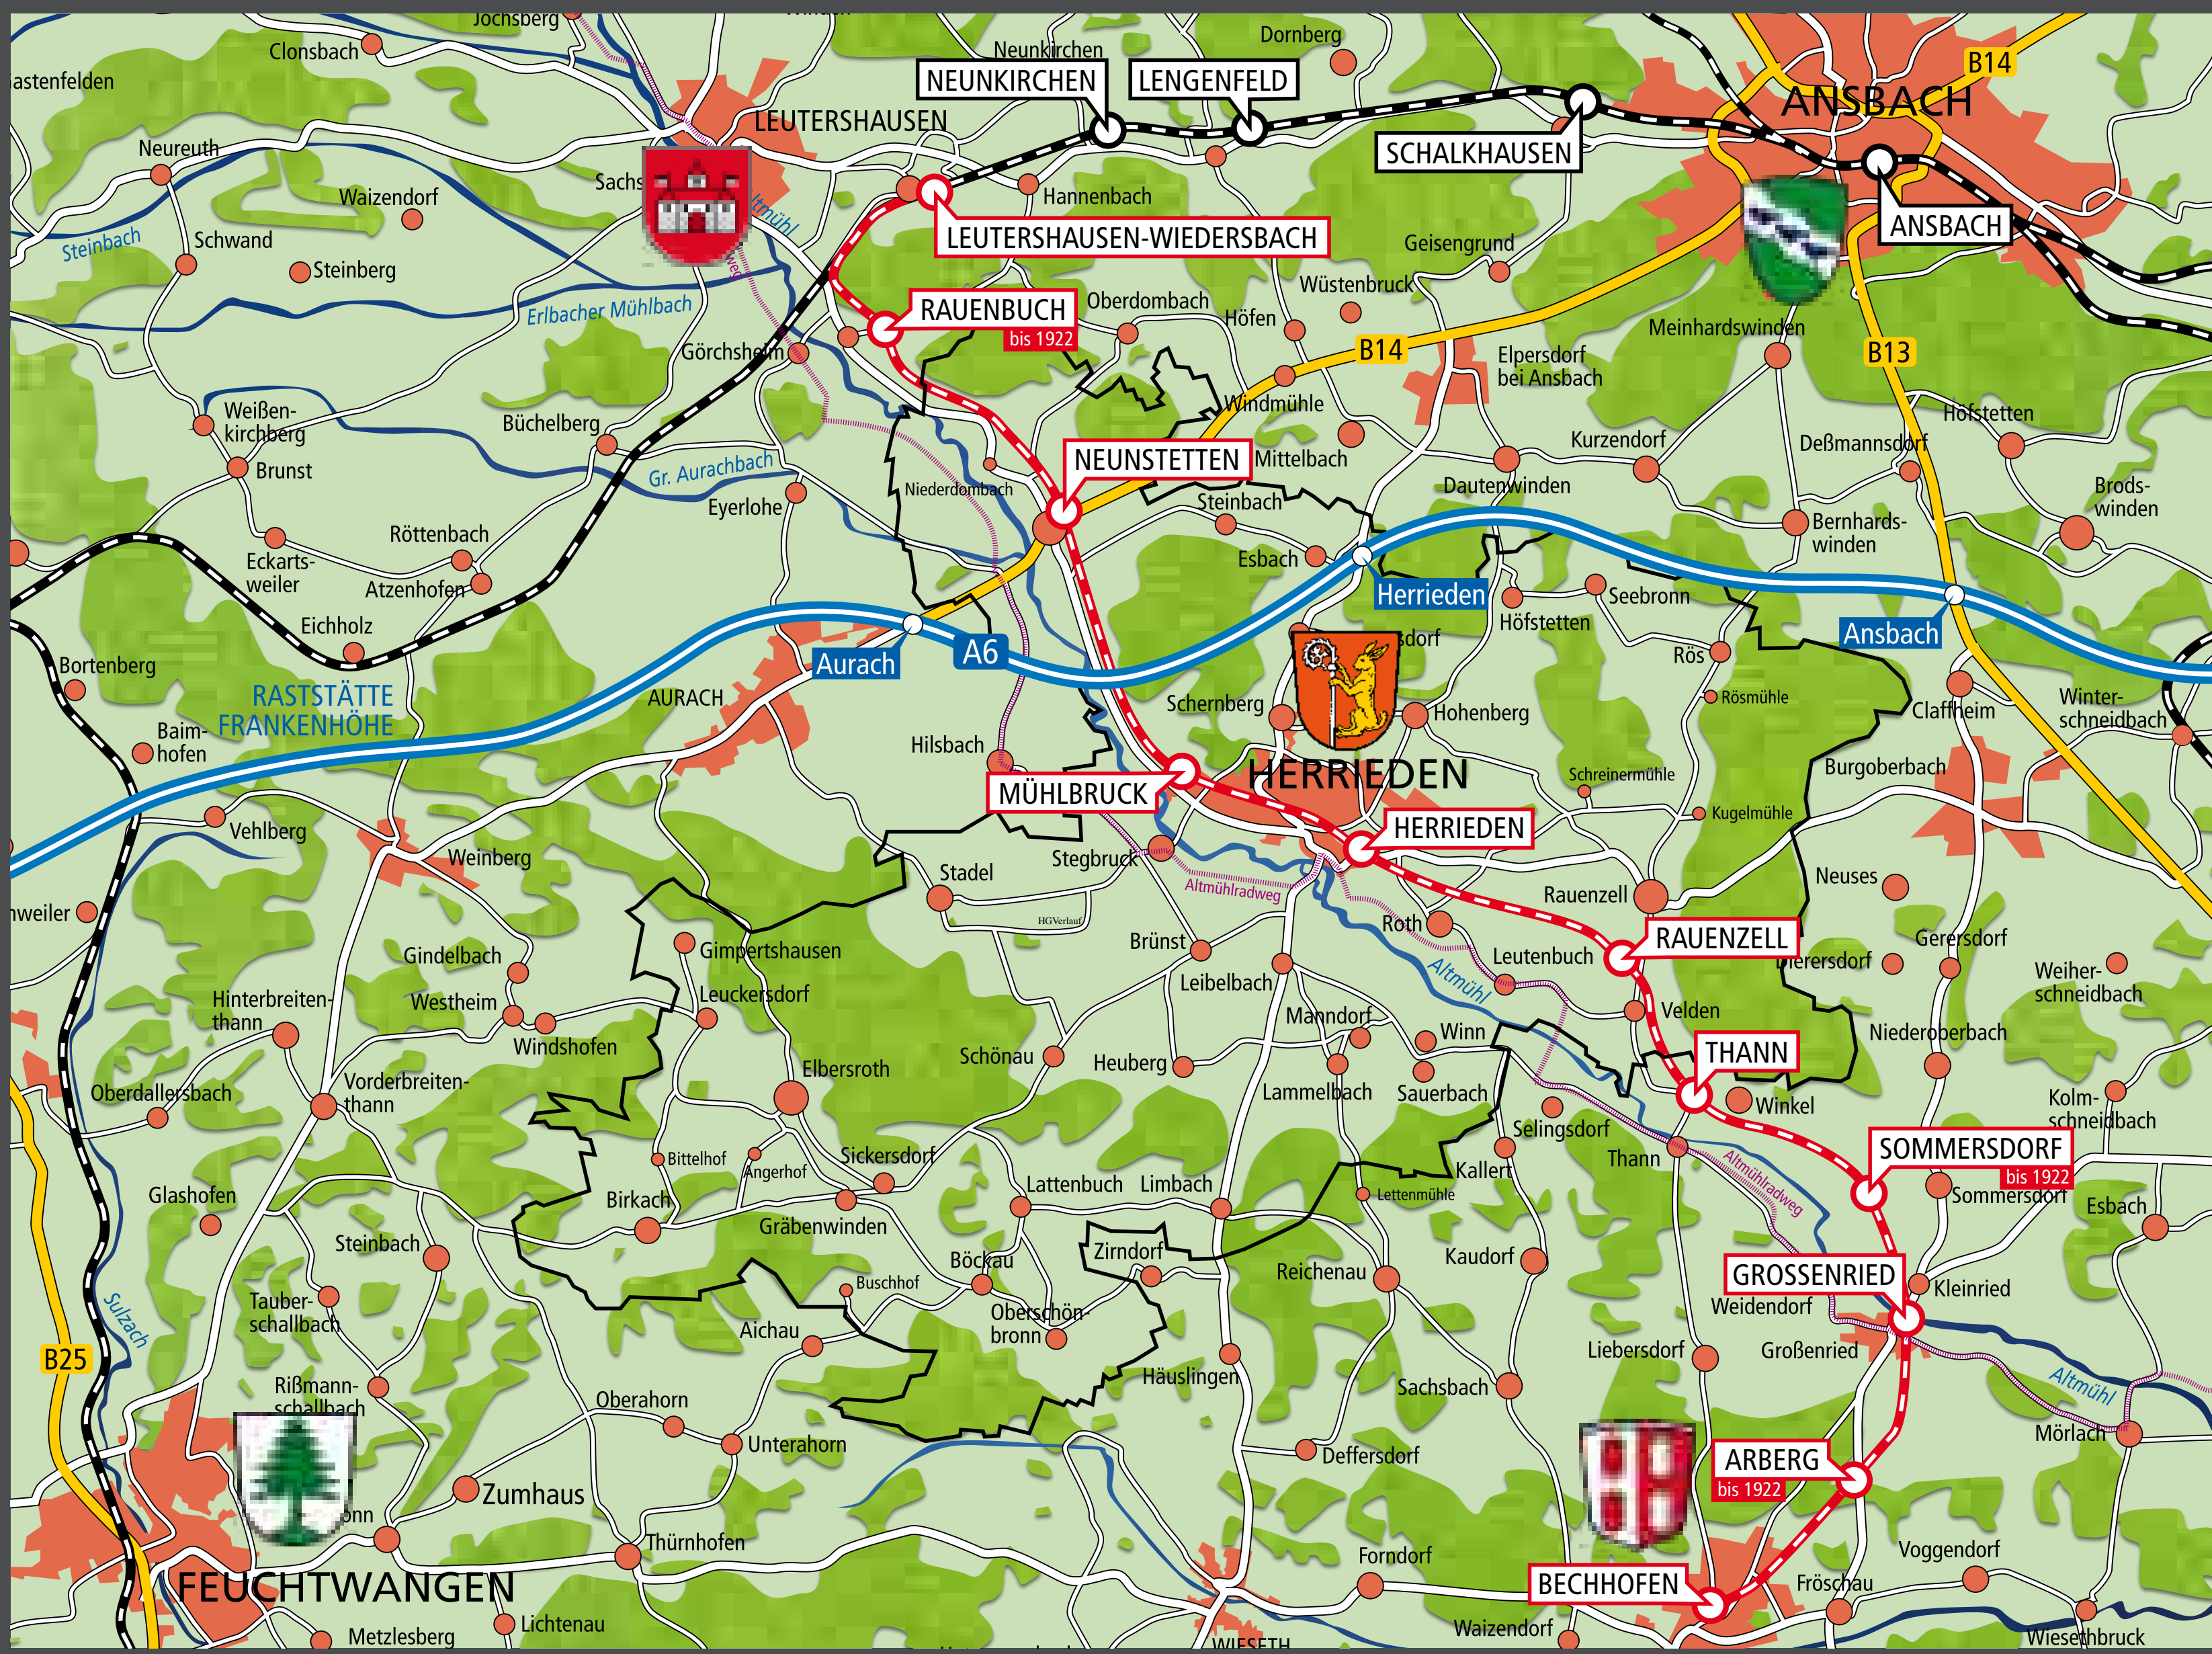 Jochsberg
Clonsbach
Neunkirchen
Dornberg
B14
NEUNKIRCHEN
LENGENFELD
ANSBACH
LEUTERSHAUSEN
SCHALKHAUSEN
Neureuth
Waizendorf
Hannenbach
Altmühl
ANSBACH
LEUTERSHAUSEN-WIEDERSBACH
Steinbach
Schwand
Steinberg
Geisengrund
Wüstenbruck
Erlbacher Mühlbach
RAUENBUCH
bis 1922
Oberdombach
Höfen
Meinhardswinden
Görchsheim
B14
B13
Elpersdorf
bei Ansbach
Weißen-
kirchberg
Büchelberg
Windmühle
Höfstetten
Brunst
Gr. Aurachbach
NEUNSTETTEN
Mittelbach
Kurzendorf
Deßmannsdorf
Eyerlohe
Niederdombach
Steinbach
Dautenwinden
Brods-
winden
Röttenbach
Eckarts-
weiler
Atzenhofen
Esbach
Bernhards-
winden
Herrieden
Seebronn
Höfstetten
Eichholz
Ansbach
Bortenberg
Aurach
A6
sdorf
Rös
RASTSTÄTTE
FRANKENHÖHE
AURACH
Schernberg
Hohenberg
Rösmühle
Claffheim
Winter-
schneidbach
Baim-
hofen
Hilsbach
HERRIEDEN
Schreinermühle
Burgoberbach
MÜHLBRUCK
HERRIEDEN
Kugelmühle
Vehlberg
Weinberg
Stegbruck
Stadel
Altmühlradweg
Rauenzell
Neuses
HGVerlauf
Roth
RAUENZELL
Gimpertshausen
Brünst
Leutenbuch
Gerersdorf
Gindelbach
Leibelbach
Altmühl
Dierersdorf
Weiher-
schneidbach
Hinterbreiten-
thann
Westheim
Leuckersdorf
Manndorf
Winn
Velden
Niederoberbach
Windshofen
Schönau
Heuberg
THANN
Elbersroth
Oberdallersbach
Vorderbreiten-
thann
Lammelbach
Sauerbach
Winkel
Kolm-
schneidbach
Selingsdorf
Bittelhof
Angerhof
Sickersdorf
Kallert
Thann
Altmühlradweg
SOMMERSDORF
bis 1922
Glashofen
Birkach
Gräbenwinden
Lattenbuch
Limbach
Lettenmühle
Sommersdorf
Esbach
Steinbach
Böckau
Zirndorf
Kaudorf
Reichenau
GROSSENRIED
Kleinried
Sulzach
Tauber-
schallbach
Buschhof
Weidendorf
Oberschön-
bronn
Aichau
Häuslingen
Liebersdorf
Großenried
B25
Rißmann-
schallbach
Sachsbach
Altmühl
Oberahorn
Unterahorn
Deffersdorf
ARBERG
bis 1922
Mörlach
Zumhaus
Thürnhofen
Forndorf
Voggendorf
FEUCHTWANGEN
BECHHOFEN
Fröschau
Lichtenau
Metzlesberg
Waizendorf
Wiesethbruck
WIESETH